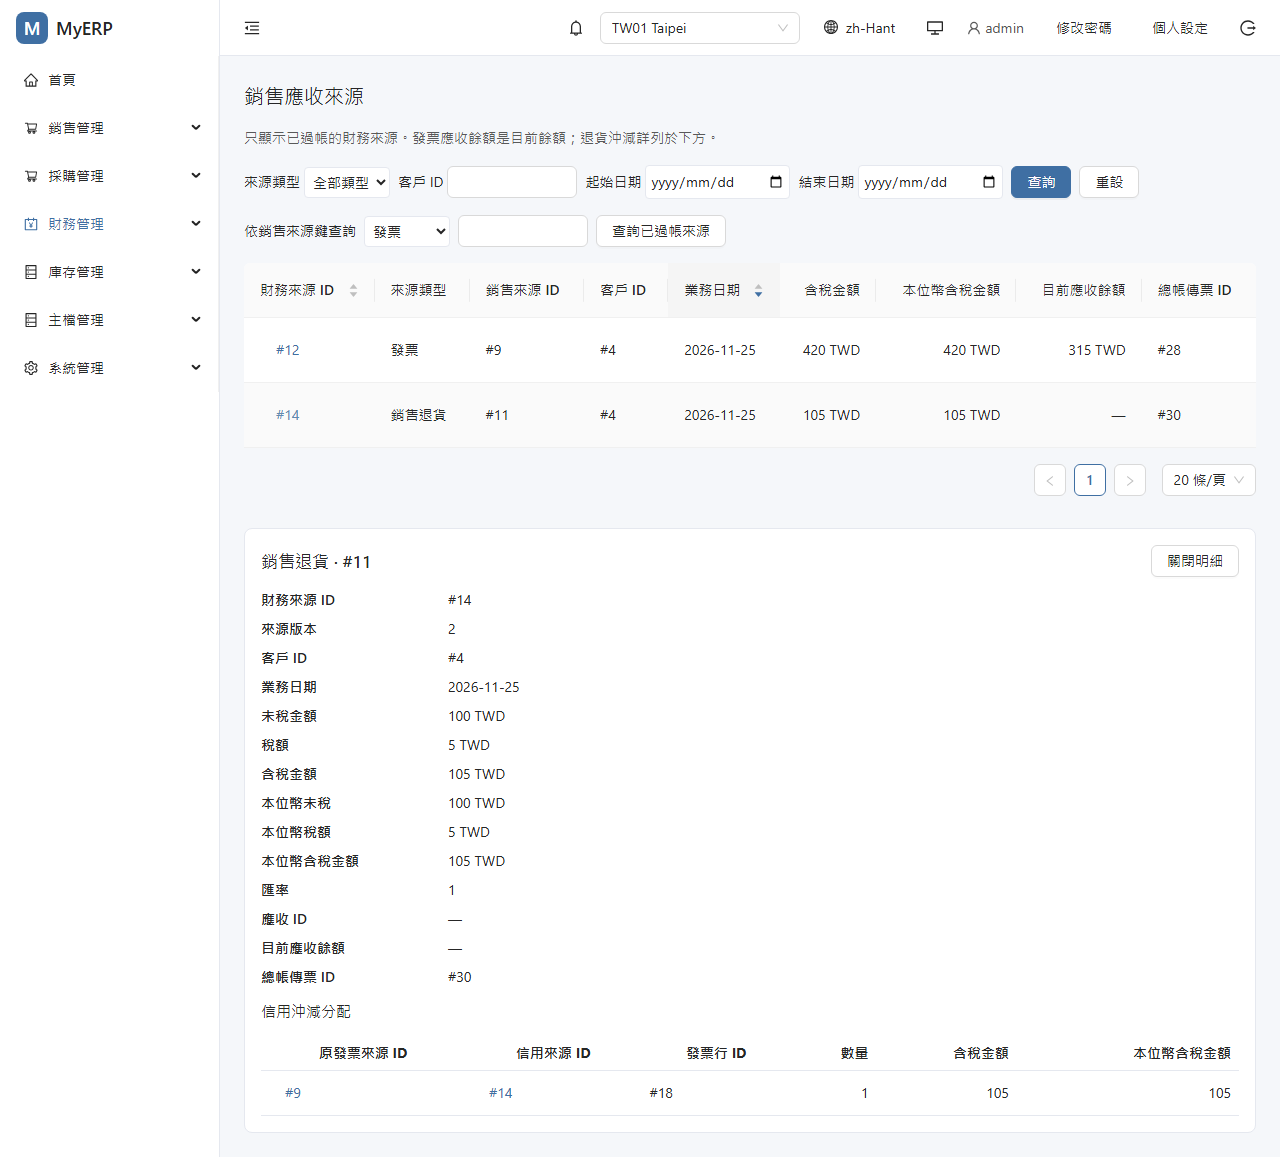 M MyERP
TW01 Taipei
zh-Hant
admin
修改密碼
個人設定
首頁
銷售管理
採購管理
財務管理
庫存管理
主檔管理
系統管理
銷售應收來源
只顯示已過帳的財務來源。發票應收餘額是目前餘額；退貨沖減詳列於下方。
來源類型 全部類型 客戶 ID 起始日期 yyyy/mm/dd 結束日期 yyyy/mm/dd 查詢 重設
依銷售來源鍵查詢 發票 查詢已過帳來源
財務來源 ID 來源類型 銷售來源 ID 客戶 ID 業務日期 含稅金額 本位幣含稅金額 目前應收餘額 總帳傳票 ID
#12 發票 #9 #4 2026-11-25 420 TWD 420 TWD 315 TWD #28
#14 銷售退貨 #11 #4 2026-11-25 105 TWD 105 TWD — #30
< 1 > 20 條/頁
銷售退貨 · #11 關閉明細
財務來源 ID #14
來源版本 2
客戶 ID #4
業務日期 2026-11-25
未稅金額 100 TWD
稅額 5 TWD
含稅金額 105 TWD
本位幣未稅 100 TWD
本位幣稅額 5 TWD
本位幣含稅金額 105 TWD
匯率 1
應收 ID —
目前應收餘額 —
總帳傳票 ID #30
信用沖減分配
原發票來源 ID 信用來源 ID 發票行 ID 數量 含稅金額 本位幣含稅金額
#9 #14 #18 1 105 105